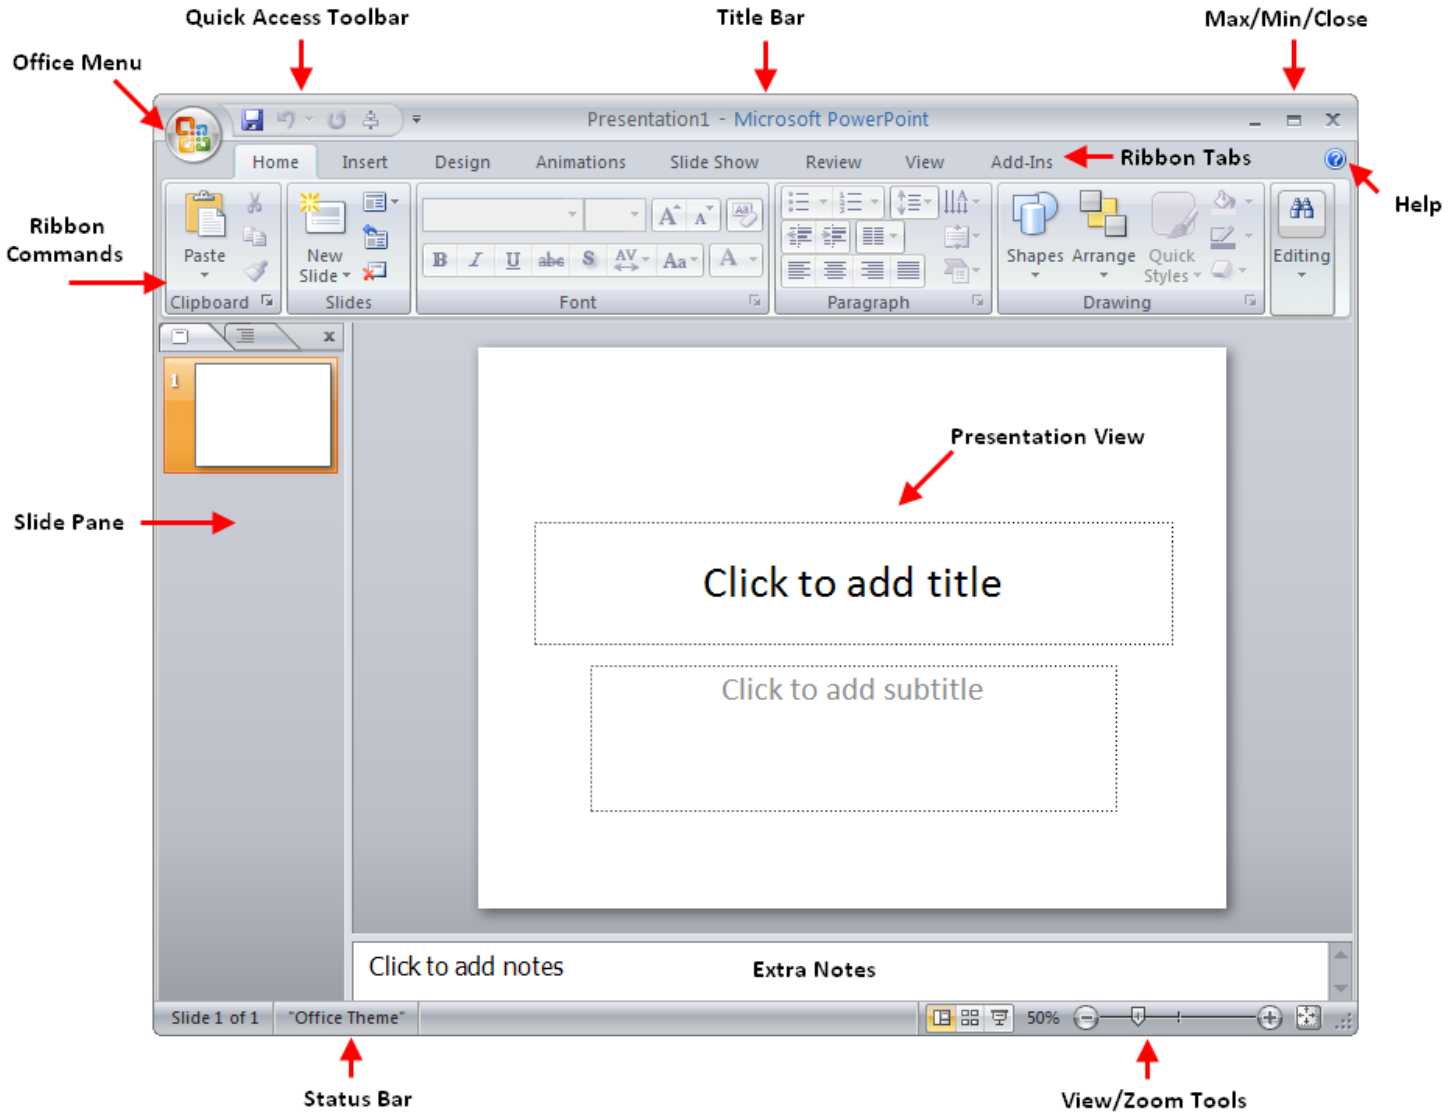 Quick Access Toolbar
Title Bar
Max/Min/Close
Office Menu
Presentation1 - Microsoft PowerPoint
Home Insert Design Animations Slide Show Review View Add-Ins
Ribbon Tabs
Help
Ribbon
Commands
Paste
New
Slide
B I U abc S AV Aa A
A A
Shapes Arrange Quick
Styles
Editing
Clipboard Slides Font Paragraph Drawing
1
Presentation View
Slide Pane
Click to add title
Click to add subtitle
Click to add notes
Extra Notes
Slide 1 of 1 "Office Theme" 50%
Status Bar
View/Zoom Tools